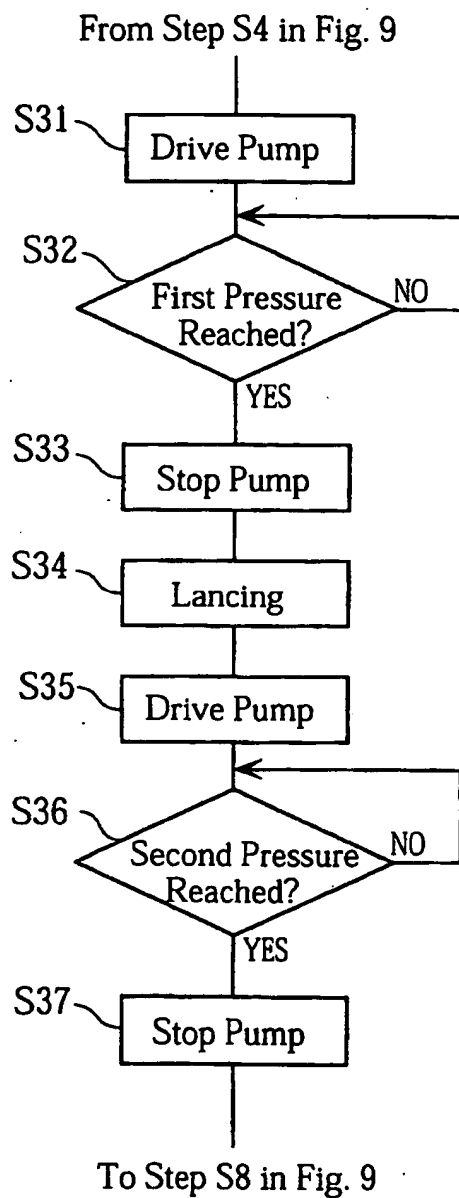 From Step S4 in Fig. 9
S31
Drive Pump
S32
First Pressure
Reached?
NO
YES
S33
Stop Pump
S34
Lancing
S35
Drive Pump
S36
Second Pressure
Reached?
NO
YES
S37
Stop Pump
To Step S8 in Fig. 9